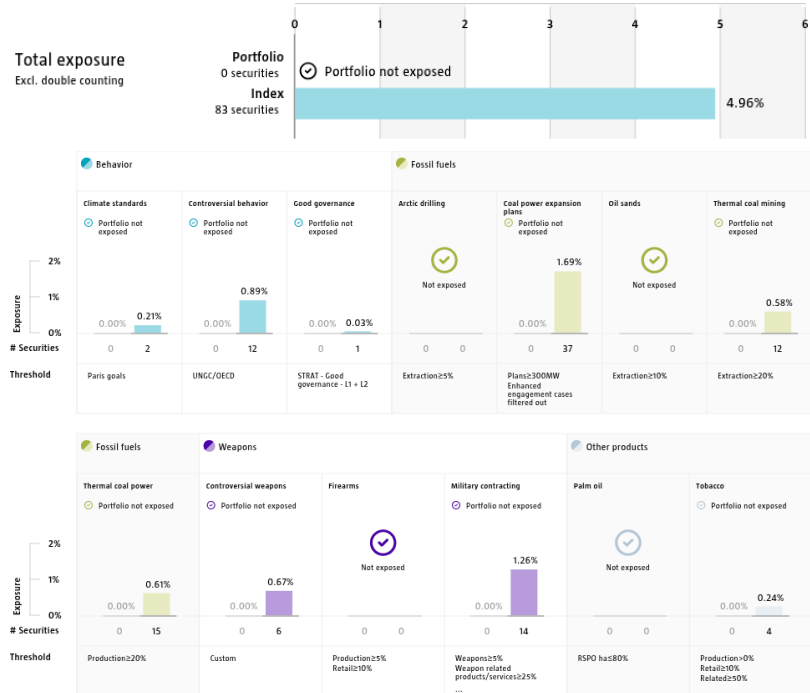 0 1 2 3 4 5 6
Total exposure
Excl. double counting
Portfolio
0 securities
Portfolio not exposed
Index
83 securities
4.96%
Behavior
Fossil fuels
Climate standards
Controversial behavior
Good governance
Arctic drilling
Coal power expansion
plans
Oil sands
Thermal coal mining
Portfolio not
exposed
Portfolio not
exposed
Portfolio not
exposed
Not exposed
Portfolio not
exposed
Not exposed
Portfolio not
exposed
Exposure
2%
1%
0%
0.00% 0.21%
0.00% 0.89%
0.00% 0.03%
0.00% 1.69%
0.00% 0.58%
# Securities 0 2 0 12 0 1 0 0 0 37 0 0 0 12
Threshold
Paris goals
UNGC/OECD
STRAT - Good
governance - L1 + L2
Extraction≥5%
Plans≥300MW
Enhanced
engagement cases
filtered out
Extraction≥10%
Extraction≥20%
Fossil fuels
Weapons
Other products
Thermal coal power
Controversial weapons
Firearms
Military contracting
Palm oil
Tobacco
Portfolio not exposed
Portfolio not exposed
Not exposed
Portfolio not exposed
Not exposed
Portfolio not exposed
Exposure
2%
1%
0%
0.00% 0.61%
0.00% 0.67%
0.00% 1.26%
0.00% 0.24%
# Securities 0 15 0 6 0 0 0 14 0 0 0 4
Threshold
Production≥20%
Custom
Production≥5%
Retail≥10%
Weapons≥5%
Weapon related
products/services≥25%
...
RSPO ha≤80%
Production>0%
Retail≥10%
Related≥50%